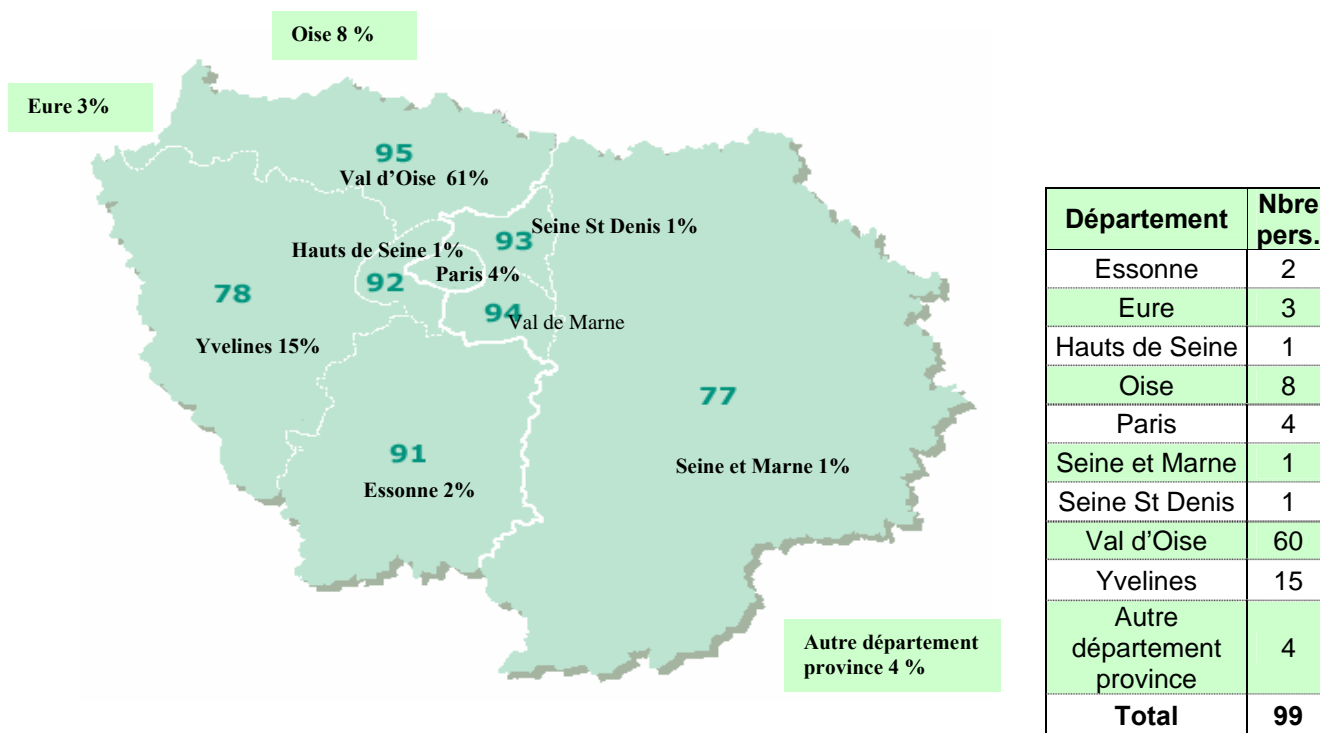 Oise 8 %
Eure 3%
95
Val d’Oise 61%
93
Seine St Denis 1%
Hauts de Seine 1%
92
Paris 4%
78
94
Val de Marne
Yvelines 15%
77
91
Seine et Marne 1%
Essonne 2%
Autre département
province 4 %
Département Nbre
pers.
Essonne 2
Eure 3
Hauts de Seine 1
Oise 8
Paris 4
Seine et Marne 1
Seine St Denis 1
Val d’Oise 60
Yvelines 15
Autre
département 4
province
Total 99